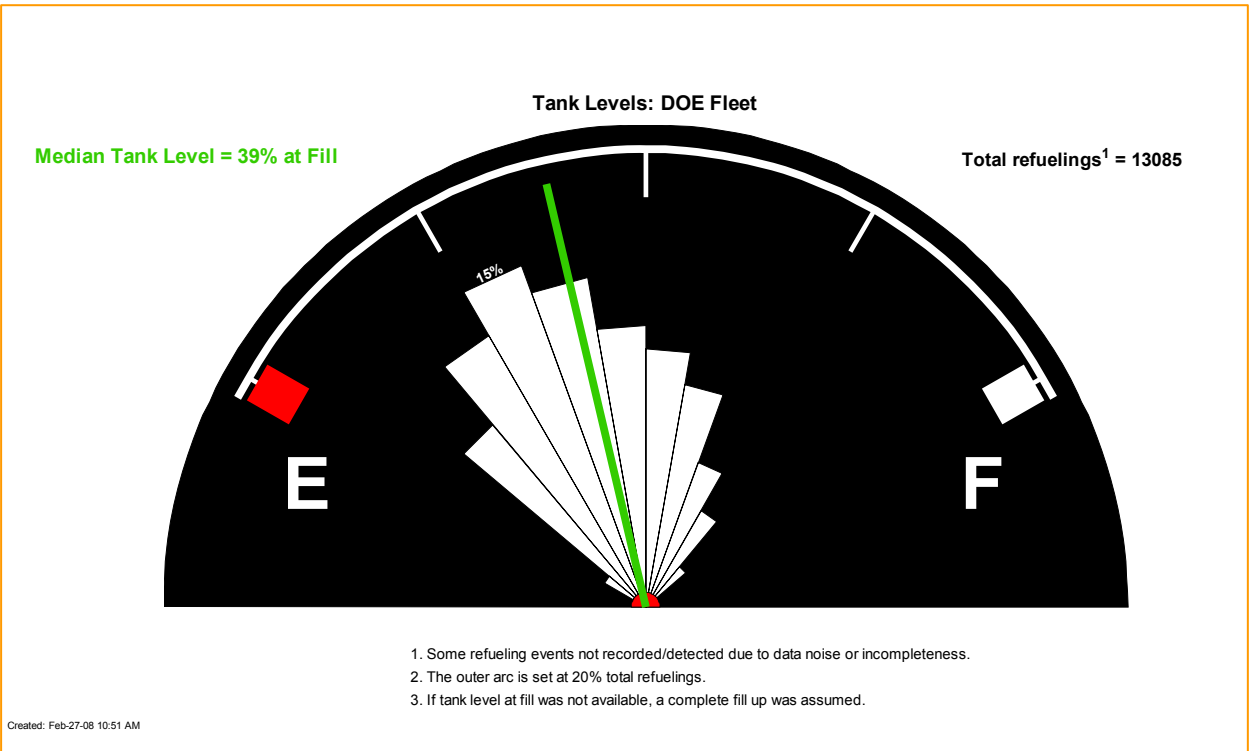 Tank Levels: DOE Fleet
Median Tank Level = 39% at Fill
Total refuelings1 = 13085
15%
E
F
1. Some refueling events not recorded/detected due to data noise or incompleteness.
2. The outer arc is set at 20% total refuelings.
3. If tank level at fill was not available, a complete fill up was assumed.
Created: Feb-27-08 10:51 AM